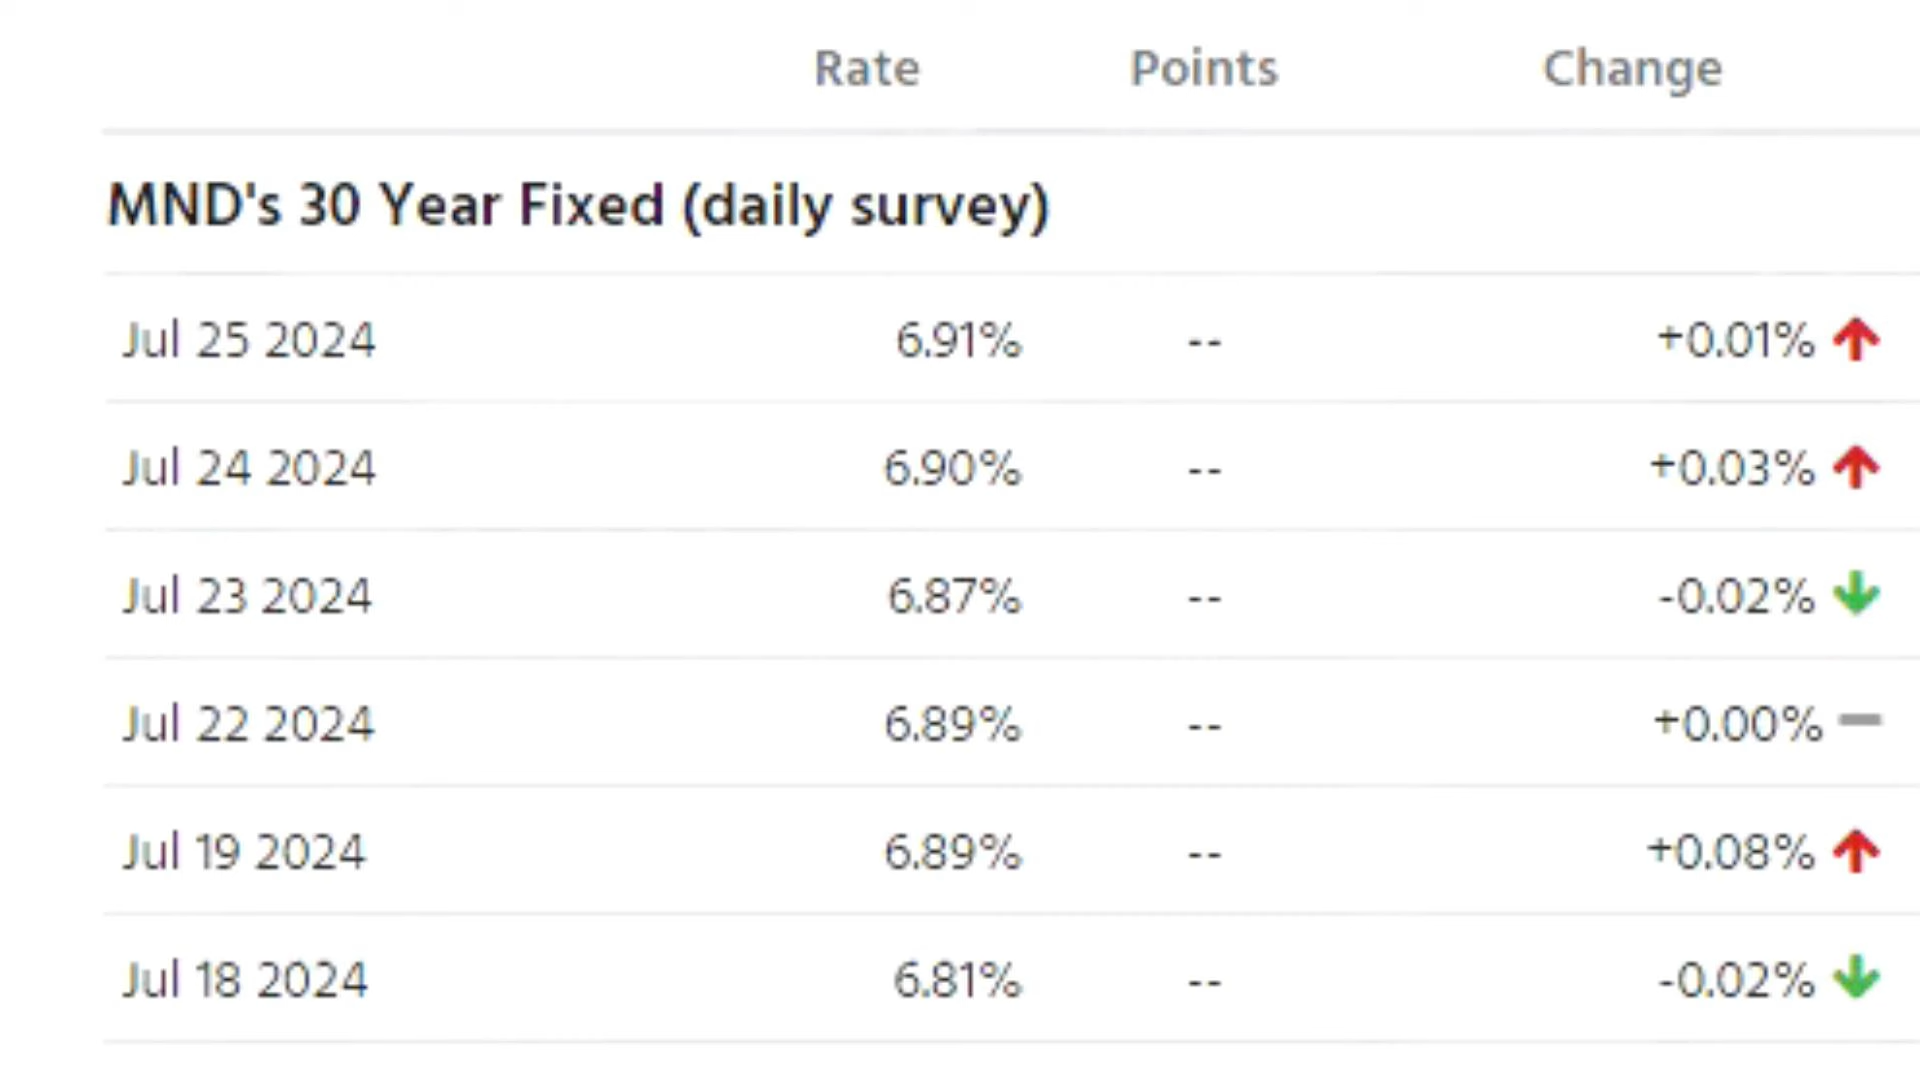 Rate Points Change
MND's 30 Year Fixed (daily survey)
Jul 25 2024 6.91% -- +0.01%
Jul 24 2024 6.90% -- +0.03%
Jul 23 2024 6.87% -- -0.02%
Jul 22 2024 6.89% -- +0.00%
Jul 19 2024 6.89% -- +0.08%
Jul 18 2024 6.81% -- -0.02%